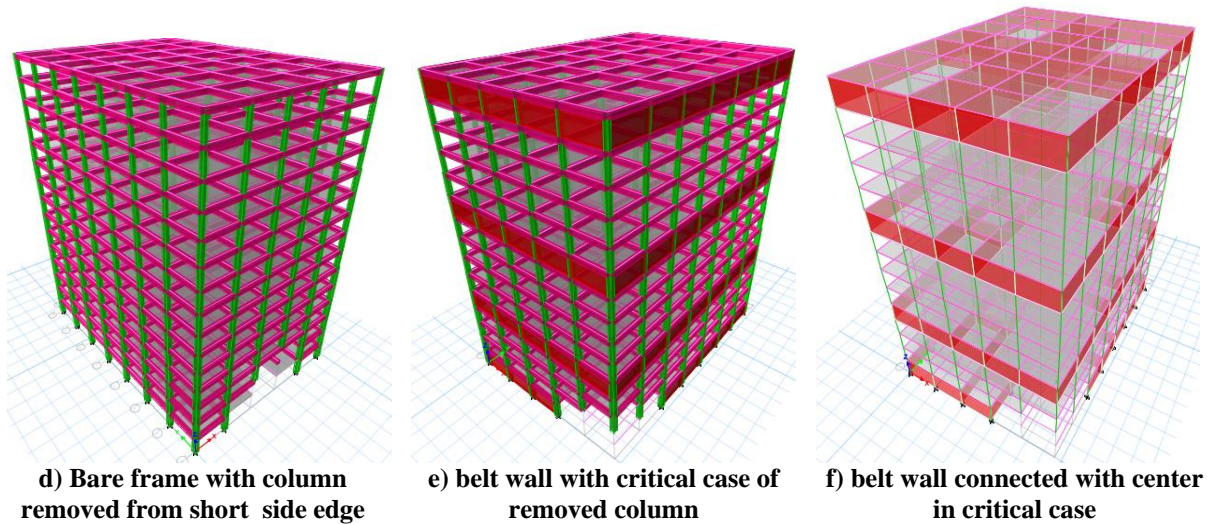 d) Bare frame with column
removed from short side edge
e) belt wall with critical case of
removed column
f) belt wall connected with center
in critical case